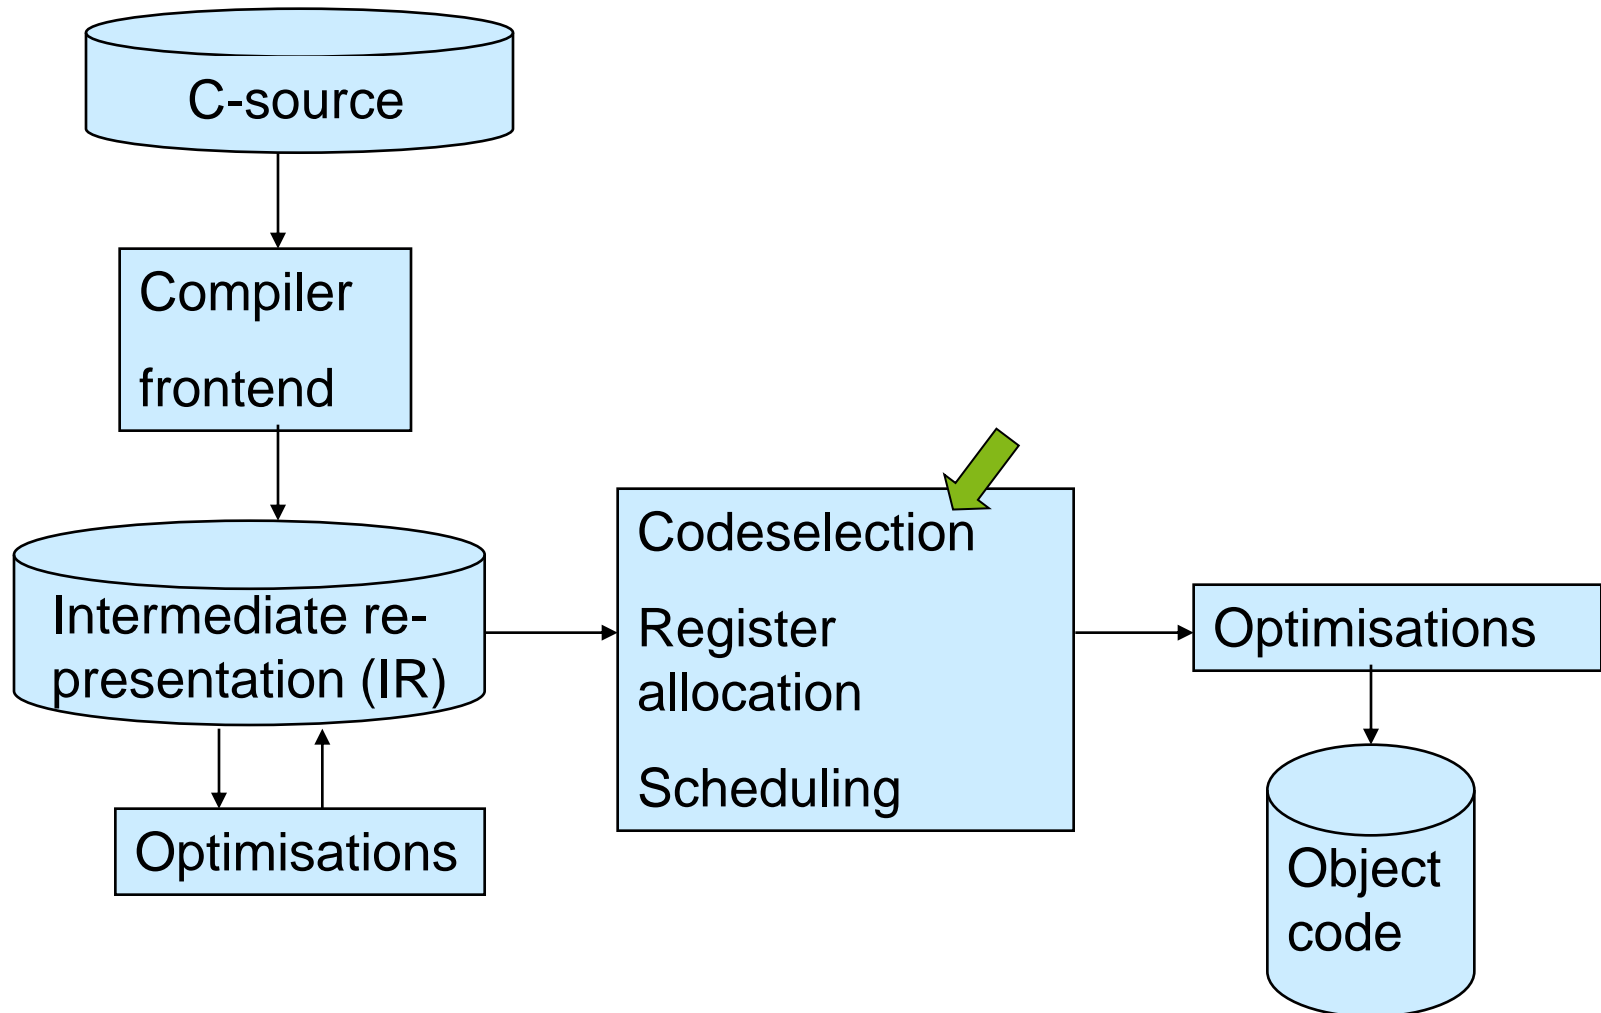 C-source
Compiler
frontend
Intermediate re-
presentation (IR)
Optimisations
Codeselection
Register
allocation
Scheduling
Optimisations
Object
code